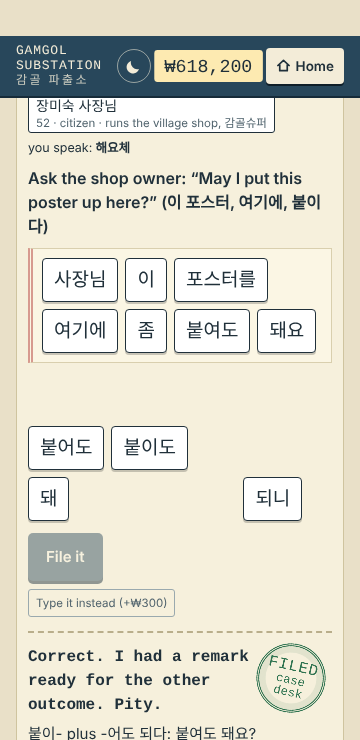 GAMGOL
SUBSTATION
감골 파출소
₩618,200
Home
장미숙 사장님
52 · citizen · runs the village shop, 감골슈퍼
you speak: 해요체
Ask the shop owner: “May I put this
poster up here?” (이 포스터, 여기에, 붙이
다)
사장님 이 포스터를
여기에 좀 붙여도 돼요
붙어도 붙이도
돼 되니
File it
Type it instead (+₩300)
Correct. I had a remark
ready for the other
outcome. Pity.
FILED
case
desk
붙이- plus -어도 되다: 붙여도 돼요?